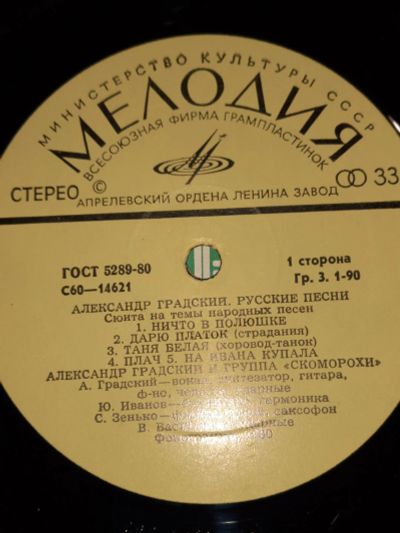 МИНИСТЕРСТВО КУЛЬТУРЫ СССР
МЕЛОДИЯ
ВСЕСОЮЗНАЯ ФИРМА ГРАМПЛАСТИНОК
СТЕРЕО © 33
АПРЕЛЕВСКИЙ ОРДЕНА ЛЕНИНА ЗАВОД
ГОСТ 5289-80 1 сторона
С60—14621 Гр. 3. 1-90
АЛЕКСАНДР ГРАДСКИЙ. РУССКИЕ ПЕСНИ
Сюита на темы народных песен
1. НИЧТО В ПОЛЮШКЕ
2. ДАРЮ ПЛАТОК (страдания)
3. ТАНЯ БЕЛАЯ (хоровод-танок)
4. ПЛАЧ 5. НА ИВАНА КУПАЛА
АЛЕКСАНДР ГРАДСКИЙ И ГРУППА «СКОМОРОХИ»
А. Градский—вокал, гитара,
ф-но,
Ю. Иванов—
С. Зенько— саксофон
В.